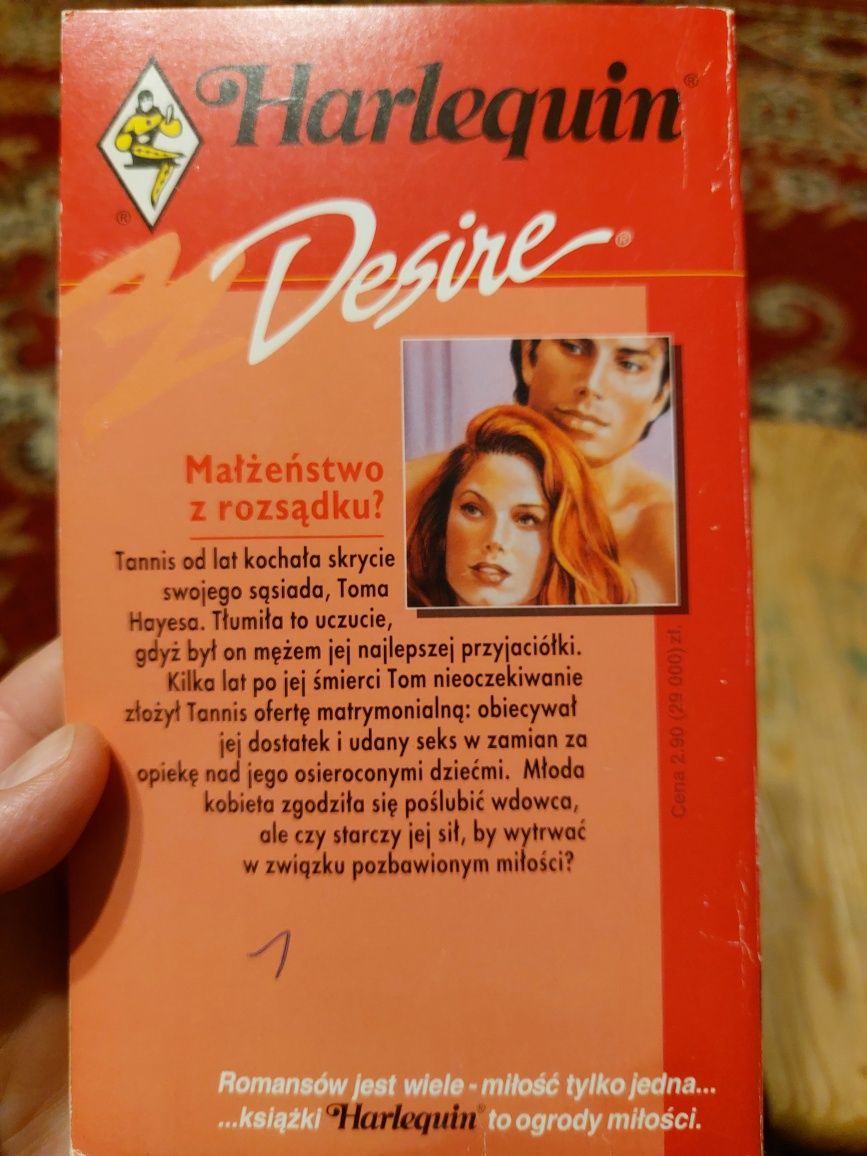 Harlequin®
®
Desire®
Małżeństwo
z rozsądku?
Tannis od lat kochała skrycie
swojego sąsiada, Toma
Hayesa. Tłumiła to uczucie,
gdyż był on mężem jej najlepszej przyjaciółki.
Kilka lat po jej śmierci Tom nieoczekiwanie
złożył Tannis ofertę matrymonialną: obiecywał
jej dostatek i udany seks w zamian za
opiekę nad jego osieroconymi dziećmi. Młoda
kobieta zgodziła się poślubić wdowca,
ale czy starczy jej sił, by wytrwać
w związku pozbawionym miłości?
Cena 2.90 (29 000) zł.
1
Romansów jest wiele - miłość tylko jedna...
...książki Harlequin® to ogrody miłości.